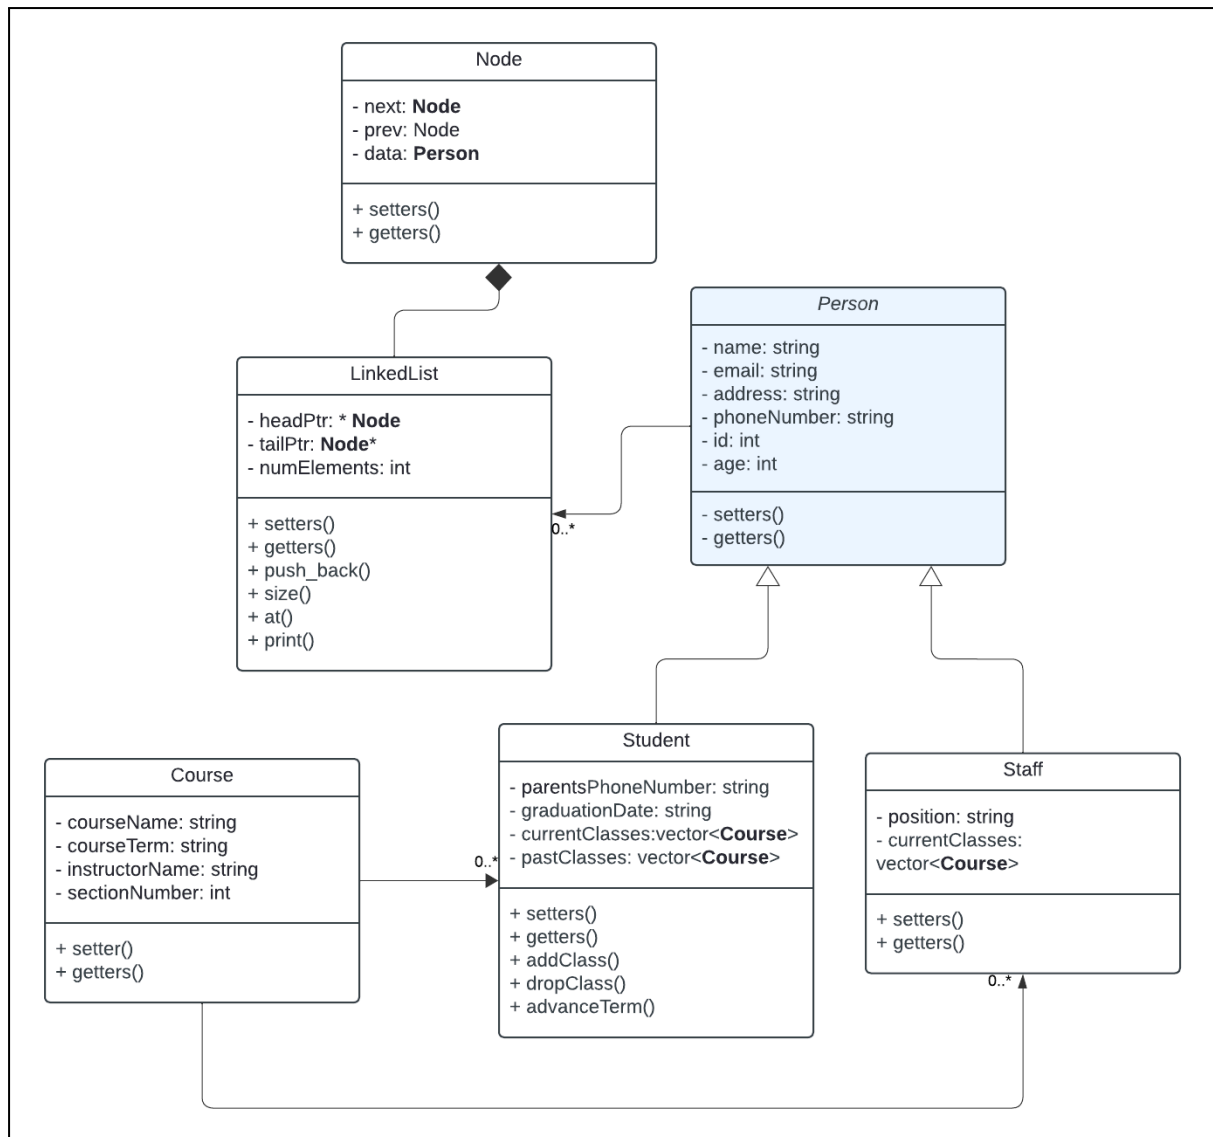 Node
- next: Node
- prev: Node
- data: Person
+ setters()
+ getters()
Person
- name: string
- email: string
- address: string
- phoneNumber: string
- id: int
- age: int
- setters()
- getters()
LinkedList
- headPtr: * Node
- tailPtr: Node*
- numElements: int
+ setters()
+ getters()
+ push_back()
+ size()
+ at()
+ print()
0..*
Student
- parentsPhoneNumber: string
- graduationDate: string
- currentClasses:vector<Course>
- pastClasses: vector<Course>
+ setters()
+ getters()
+ addClass()
+ dropClass()
+ advanceTerm()
Staff
- position: string
- currentClasses:
vector<Course>
+ setters()
+ getters()
0..*
Course
- courseName: string
- courseTerm: string
- instructorName: string
- sectionNumber: int
+ setter()
+ getters()
0..*